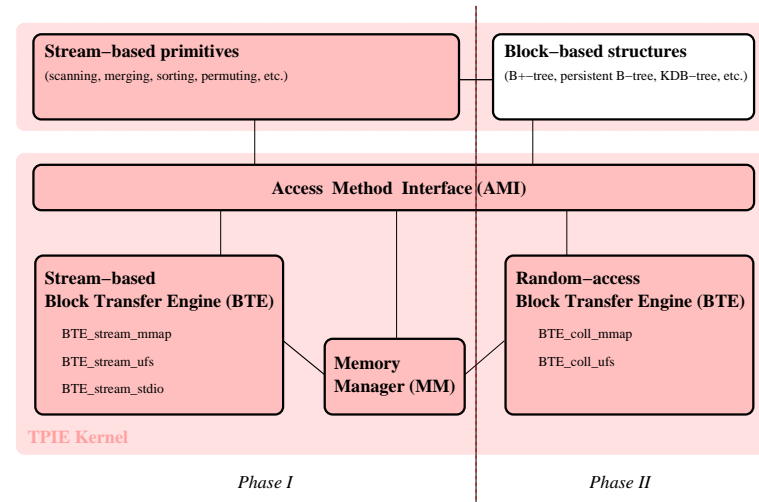 Stream−based primitives
(scanning, merging, sorting, permuting, etc.)
Block−based structures
(B+−tree, persistent B−tree, KDB−tree, etc.)
Access Method Interface (AMI)
Stream−based
Block Transfer Engine (BTE)
BTE_stream_mmap
BTE_stream_ufs
BTE_stream_stdio
Memory
Manager (MM)
Random−access
Block Transfer Engine (BTE)
BTE_coll_mmap
BTE_coll_ufs
TPIE Kernel
Phase I
Phase II